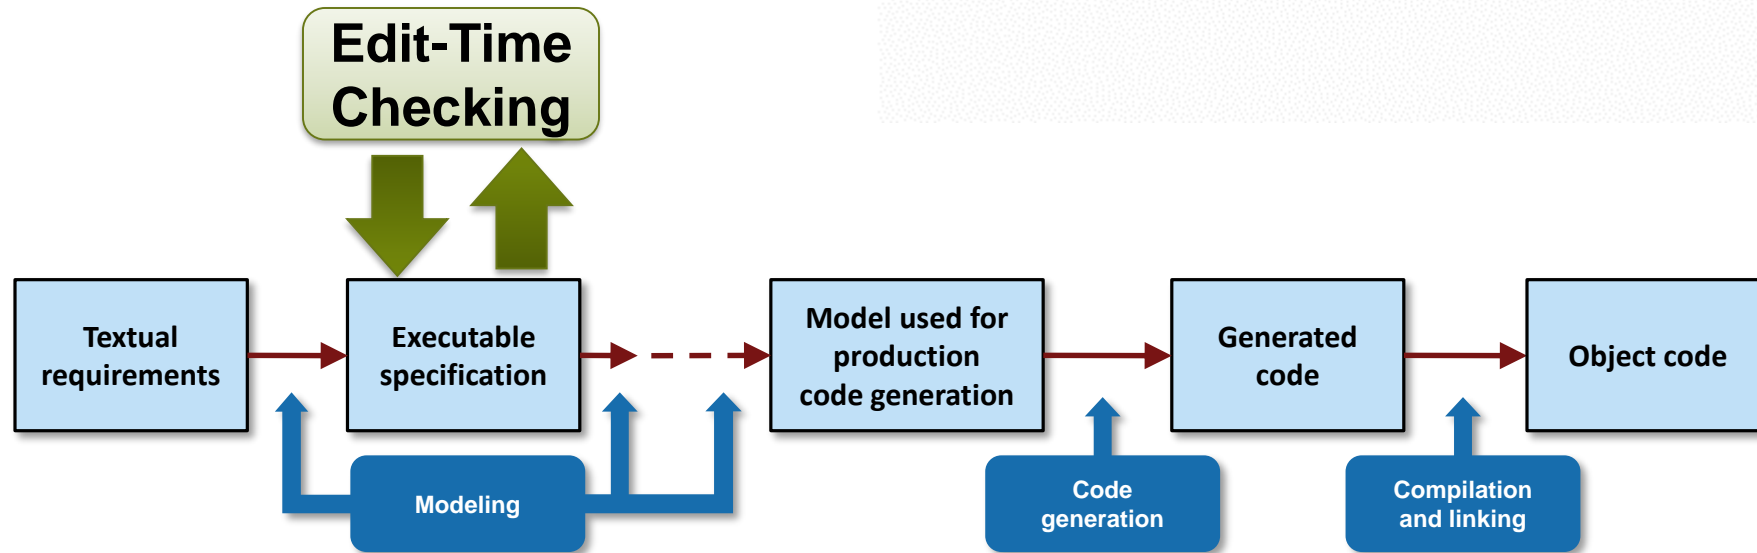 Edit-Time
Checking
Textual
requirements
Executable
specification
Model used for
production
code generation
Generated
code
Object code
Modeling
Code
generation
Compilation
and linking